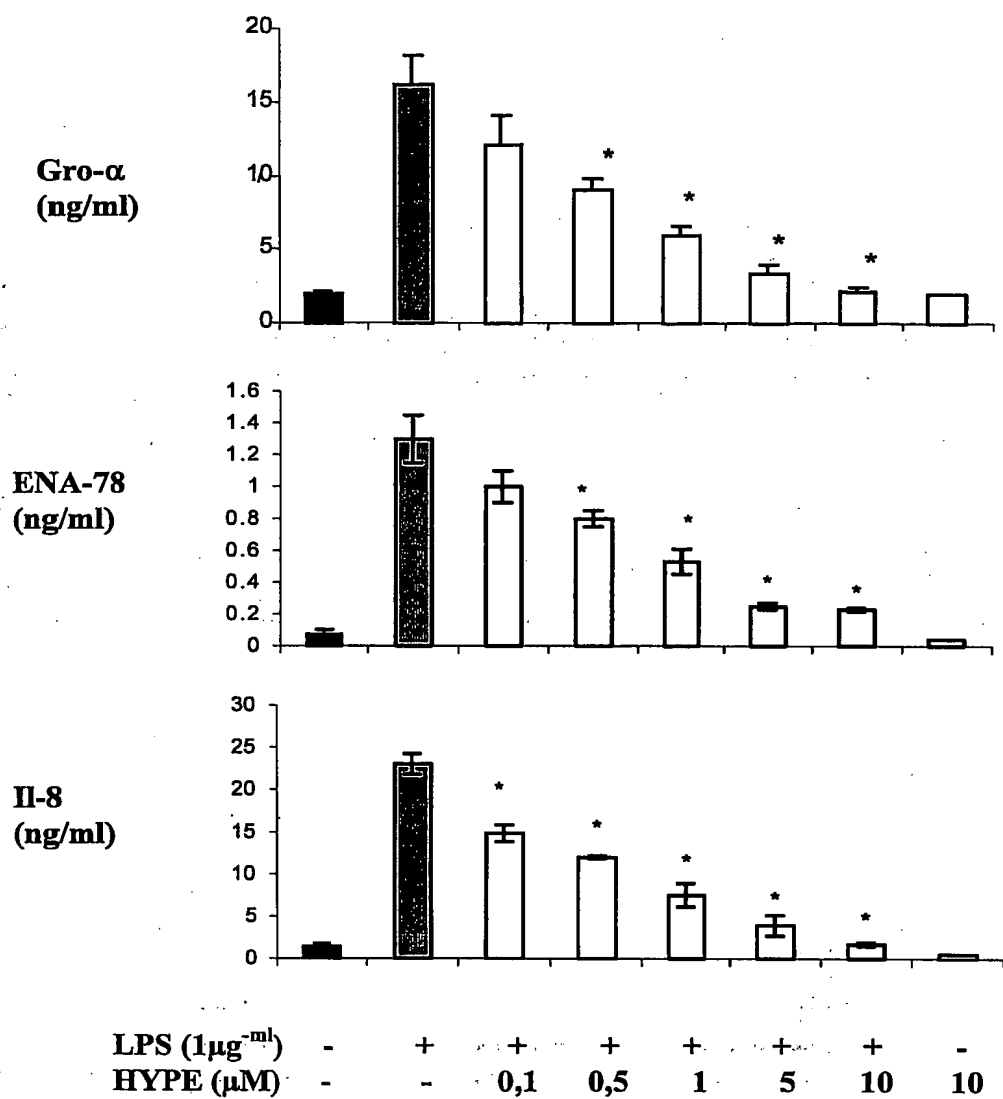 20
15
10
5
0
Gro-α
(ng/ml)
* * * *
1.6
1.4
1.2
1
0.8
0.6
0.4
0.2
0
ENA-78
(ng/ml)
* * * *
30
25
20
15
10
5
0
Il-8
(ng/ml)
* * * * *
LPS (1µg-ml) - + + + + + + -
HYPE (µM) - - 0,1 0,5 1 5 10 10